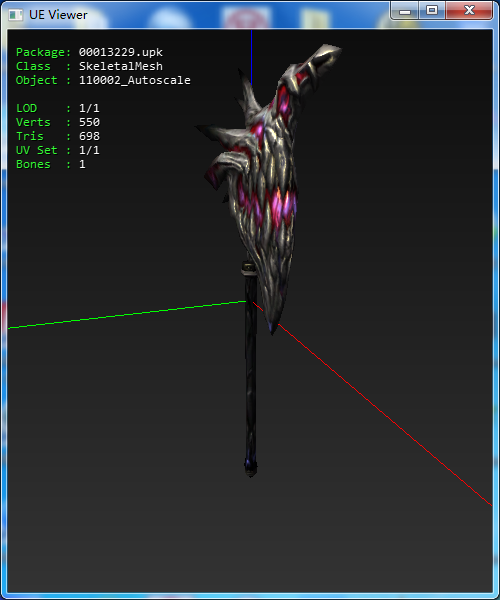 UE Viewer
Package: 00013229.upk
Class : SkeletalMesh
Object : 110002_Autoscale
LOD : 1/1
Verts : 550
Tris : 698
UV Set : 1/1
Bones : 1